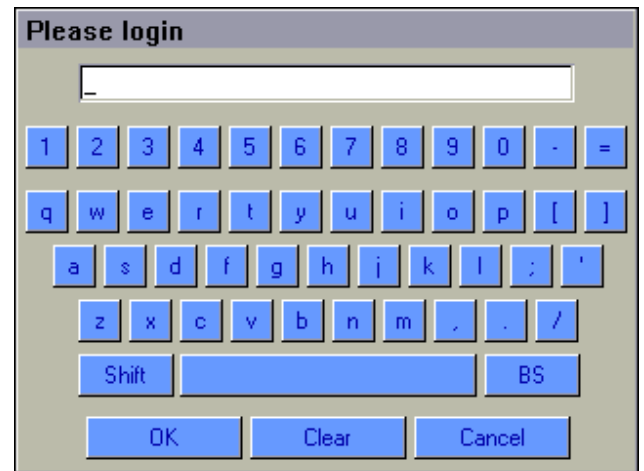 Please login
_
1 2 3 4 5 6 7 8 9 0 - =
q w e r t y u i o p [ ]
a s d f g h j k l ; '
z x c v b n m , . /
Shift BS
OK Clear Cancel